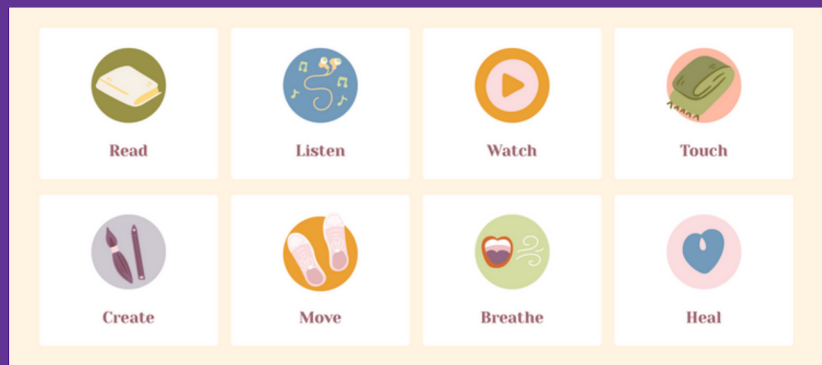 Read
Listen
Watch
Touch
Create
Move
Breathe
Heal